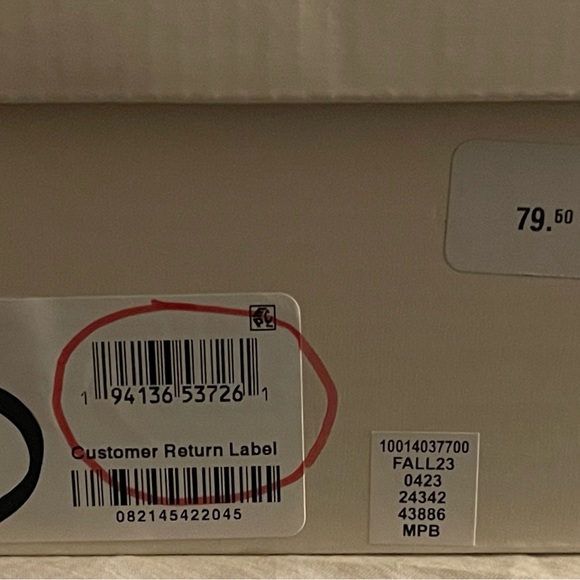 79.50
1 94136 53726 1
Customer Return Label
082145422045
10014037700
FALL23
0423
24342
43886
MPB